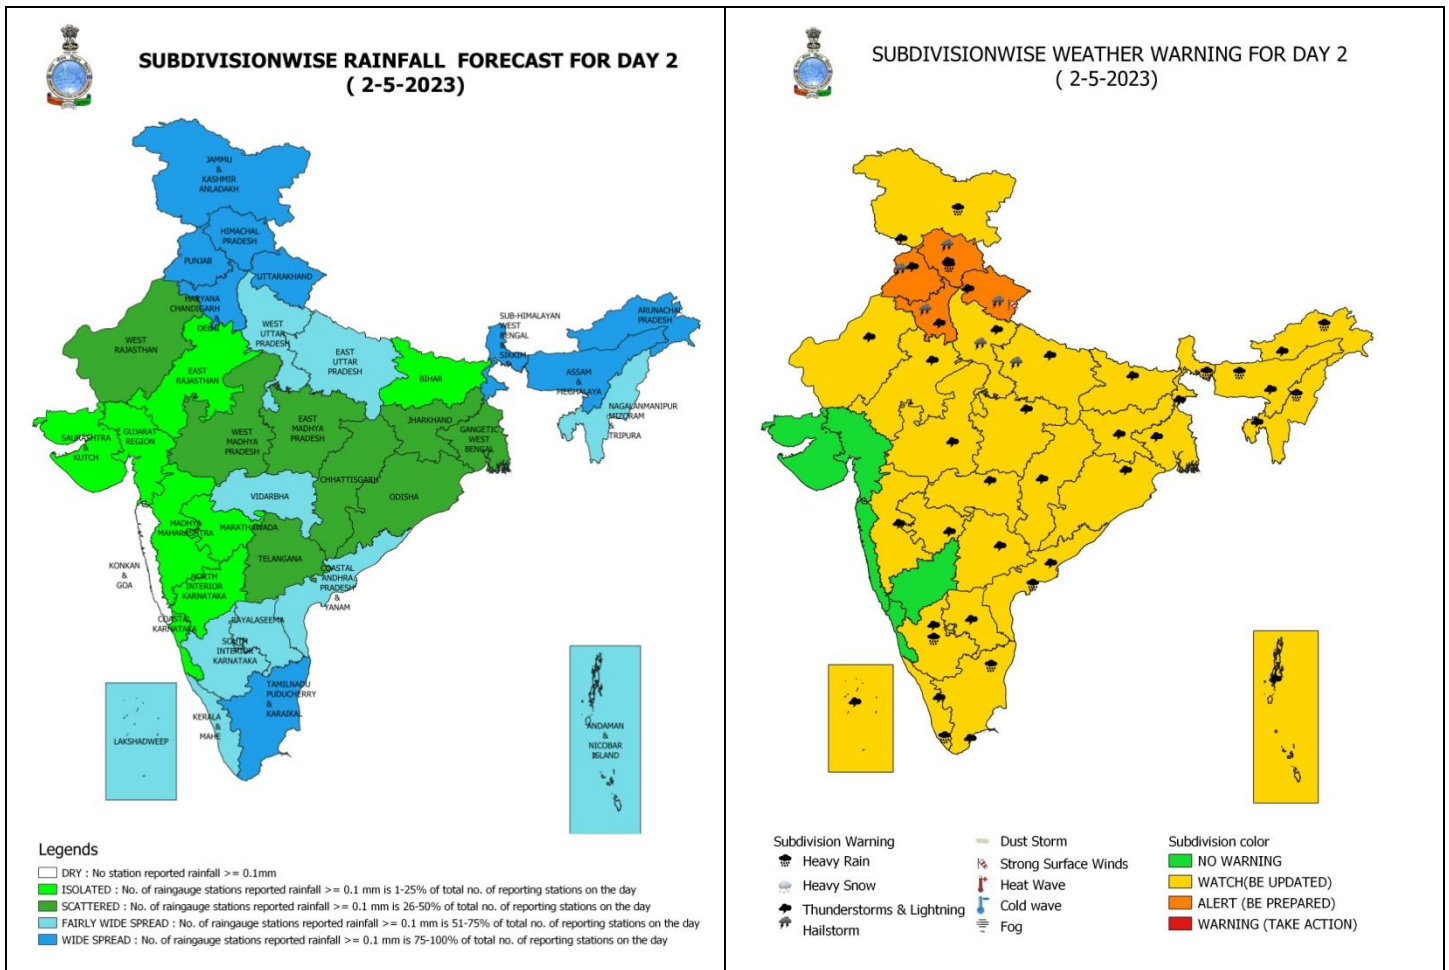 SUBDIVISIONWISE RAINFALL FORECAST FOR DAY 2
( 2-5-2023)
JAMMU
&
KASHMIR
ANLADAKH
HIMACHAL
PRADESH
PUNJAB
UTTARAKHAND
HARYANA
CHANDIGARH
&
DELHI
WEST
UTTAR
PRADESH
EAST
UTTAR
PRADESH
WEST
RAJASTHAN
EAST
RAJASTHAN
BIHAR
SUB-HIMALAYAN
WEST
BENGAL
&
SIKKIM
ARUNACHAL
PRADESH
ASSAM
&
MEGHALAYA
NAGALANMANIPUR
MIZORAM
&
TRIPURA
SAURASHTRA
&
KUTCH
GUJARAT
REGION
WEST
MADHYA
PRADESH
EAST
MADHYA
PRADESH
JHARKHAND
GANGETIC
WEST
BENGAL
CHHATTISGARH
ODISHA
VIDARBHA
MADHYA
MAHARASHTRA
MARATHAWADA
TELANGANA
KONKAN
&
GOA
NORTH
INTERIOR
KARNATAKA
COASTAL
ANDHRA
PRADESH
&
YANAM
COASTAL
KARNATAKA
RAYALASEEMA
SOUTH
INTERIOR
KARNATAKA
TAMILNADU
PUDUCHERRY
&
KARAIKAL
KERALA
&
MAHE
LAKSHADWEEP
ANDAMAN
&
NICOBAR
ISLAND
Legends
DRY : No station reported rainfall >= 0.1mm
ISOLATED : No. of raingauge stations reported rainfall >= 0.1 mm is 1-25% of total no. of reporting stations on the day
SCATTERED : No. of raingauge stations reported rainfall >= 0.1 mm is 26-50% of total no. of reporting stations on the day
FAIRLY WIDE SPREAD : No. of raingauge stations reported rainfall >= 0.1 mm is 51-75% of total no. of reporting stations on the day
WIDE SPREAD : No. of raingauge stations reported rainfall >= 0.1 mm is 75-100% of total no. of reporting stations on the day
SUBDIVISIONWISE WEATHER WARNING FOR DAY 2
( 2-5-2023)
Subdivision Warning
Heavy Rain
Heavy Snow
Thunderstorms & Lightning
Hailstorm
Dust Storm
Strong Surface Winds
Heat Wave
Cold wave
Fog
Subdivision color
NO WARNING
WATCH(BE UPDATED)
ALERT (BE PREPARED)
WARNING (TAKE ACTION)